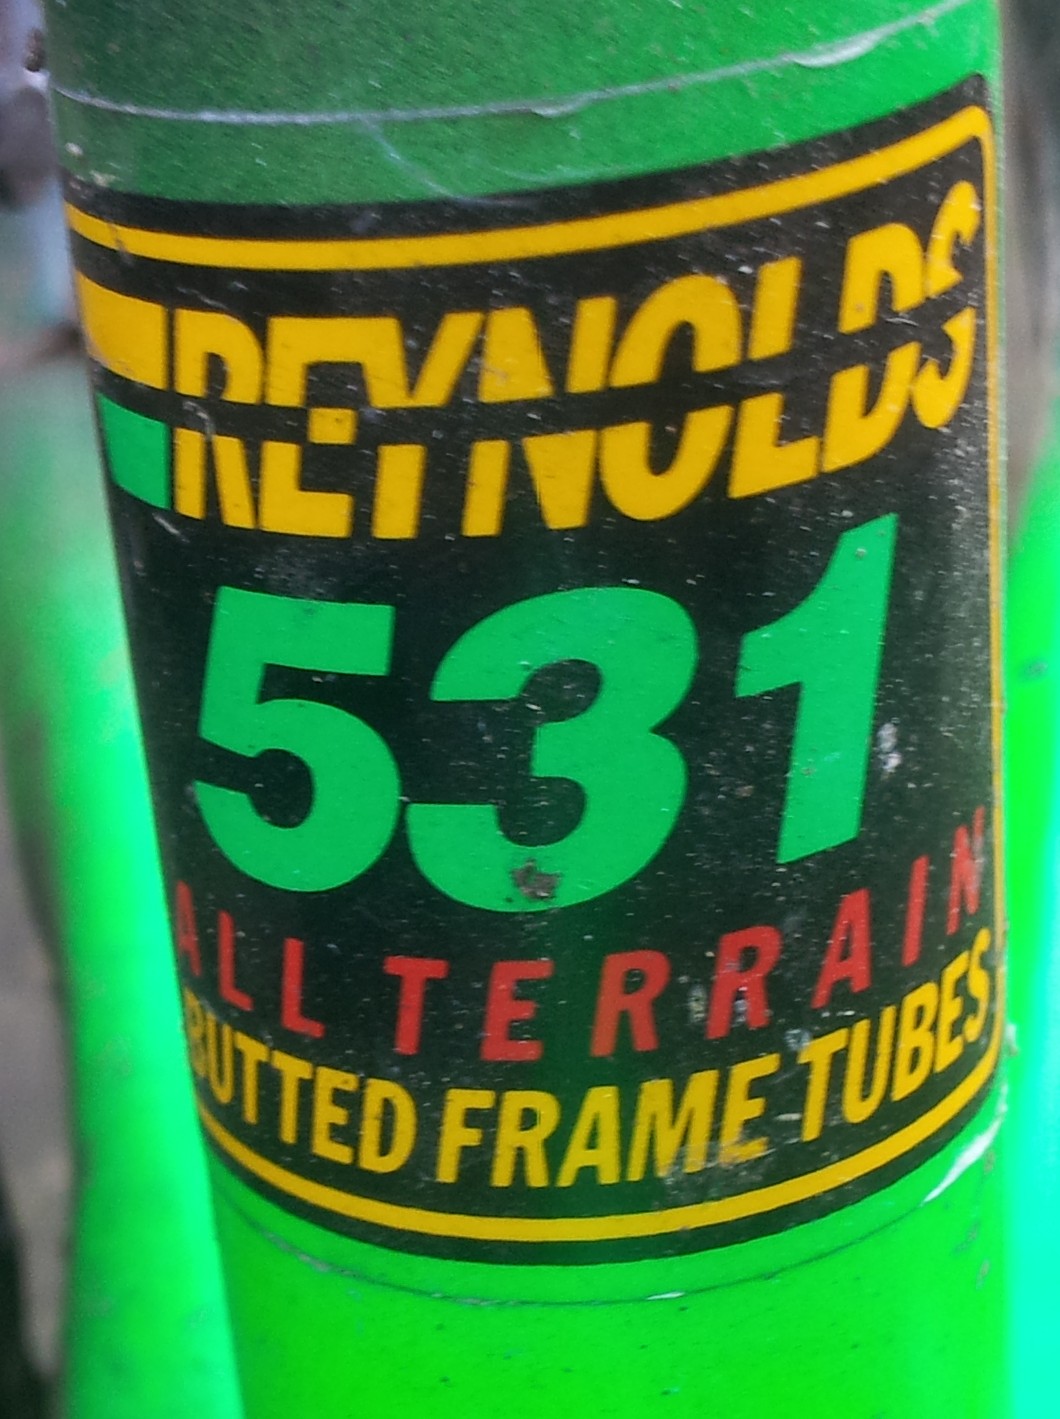 REYNOLDS
531
ALL TERRAIN
BUTTED FRAME TUBES